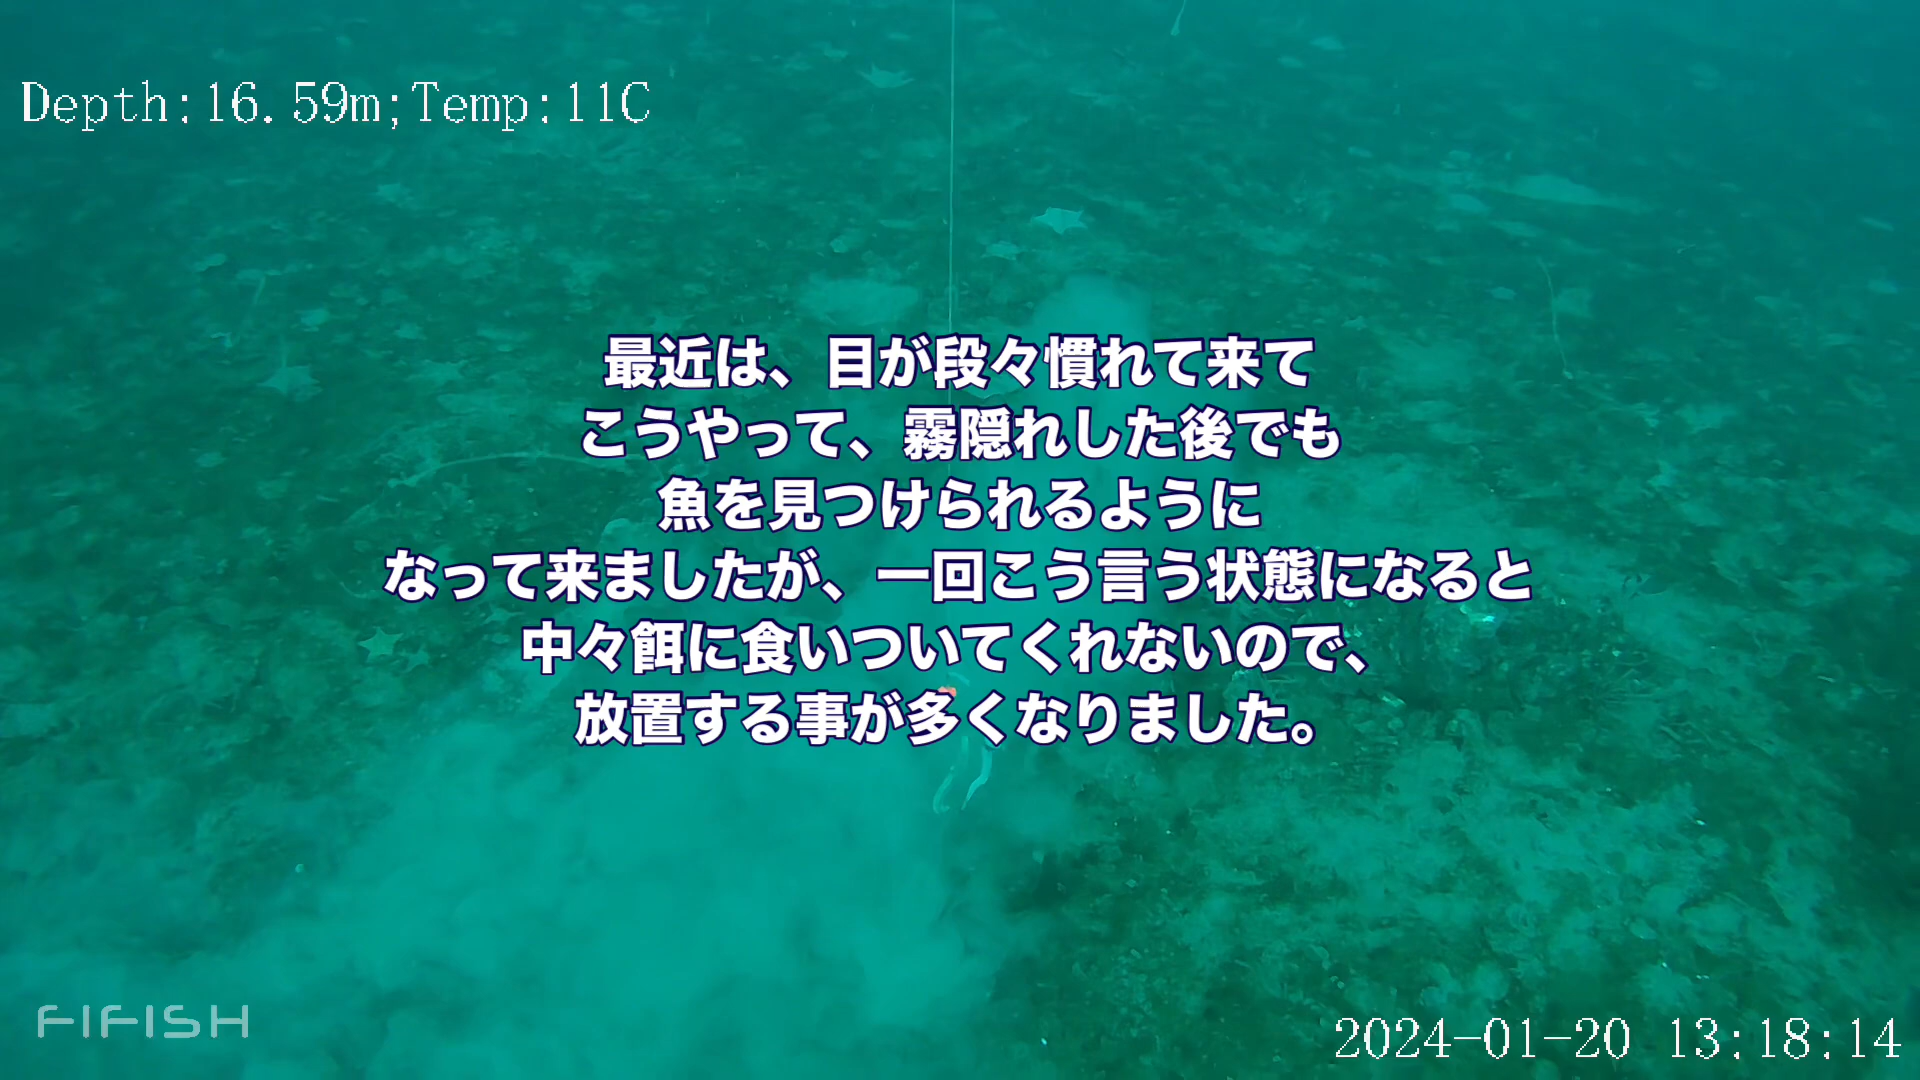 Depth:16.59m;Temp:11C
最近は、目が段々慣れて来て
こうやって、霧隠れした後でも
魚を見つけられるように
なって来ましたが、一回こう言う状態になると
中々餌に食いついてくれないので、
放置する事が多くなりました。
FIFISH
2024-01-20 13:18:14